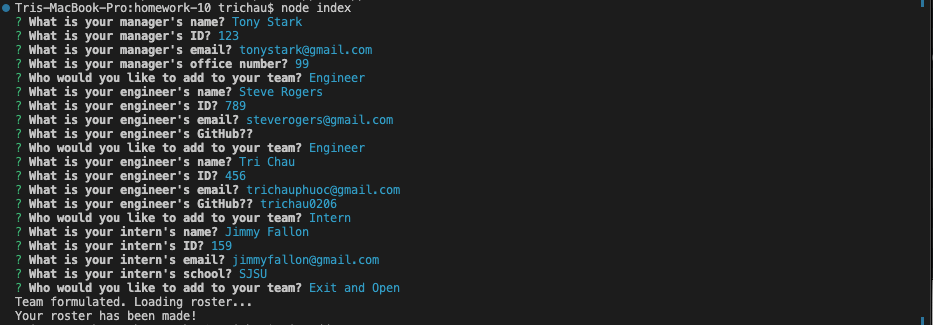 Tris-MacBook-Pro:homework-10 trichau$ node index
? What is your manager's name? Tony Stark
? What is your manager's ID? 123
? What is your manager's email? tonystark@gmail.com
? What is your manager's office number? 99
? Who would you like to add to your team? Engineer
? What is your engineer's name? Steve Rogers
? What is your engineer's ID? 789
? What is your engineer's email? steverogers@gmail.com
? What is your engineer's GitHub??
? Who would you like to add to your team? Engineer
? What is your engineer's name? Tri Chau
? What is your engineer's ID? 456
? What is your engineer's email? trichauphuoc@gmail.com
? What is your engineer's GitHub?? trichau0206
? Who would you like to add to your team? Intern
? What is your intern's name? Jimmy Fallon
? What is your intern's ID? 159
? What is your intern's email? jimmyfallon@gmail.com
? What is your intern's school? SJSU
? Who would you like to add to your team? Exit and Open
Team formulated. Loading roster...
Your roster has been made!